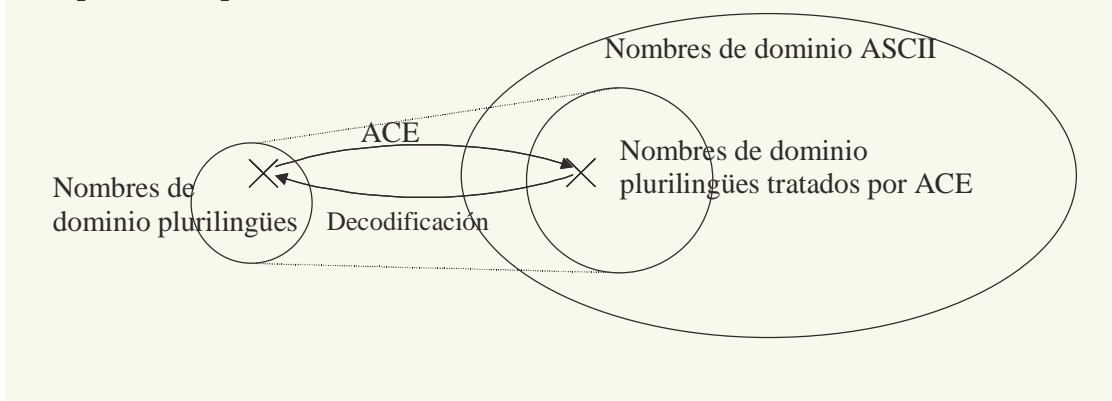 Nombres de dominio ASCII
ACE
Nombres de dominio
plurilingües tratados por ACE
Nombres de
dominio plurilingües
Decodificación